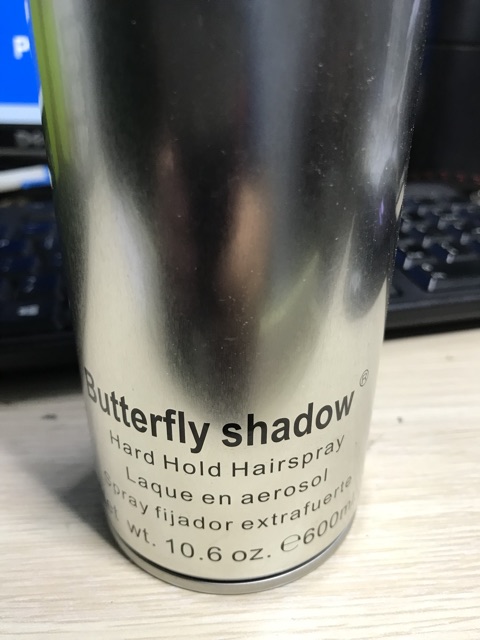 P
Butterfly shadow ®
Hard Hold Hairspray
Laque en aerosol
spray fijador extrafuerte
wt. 10.6 oz. ℮600ml